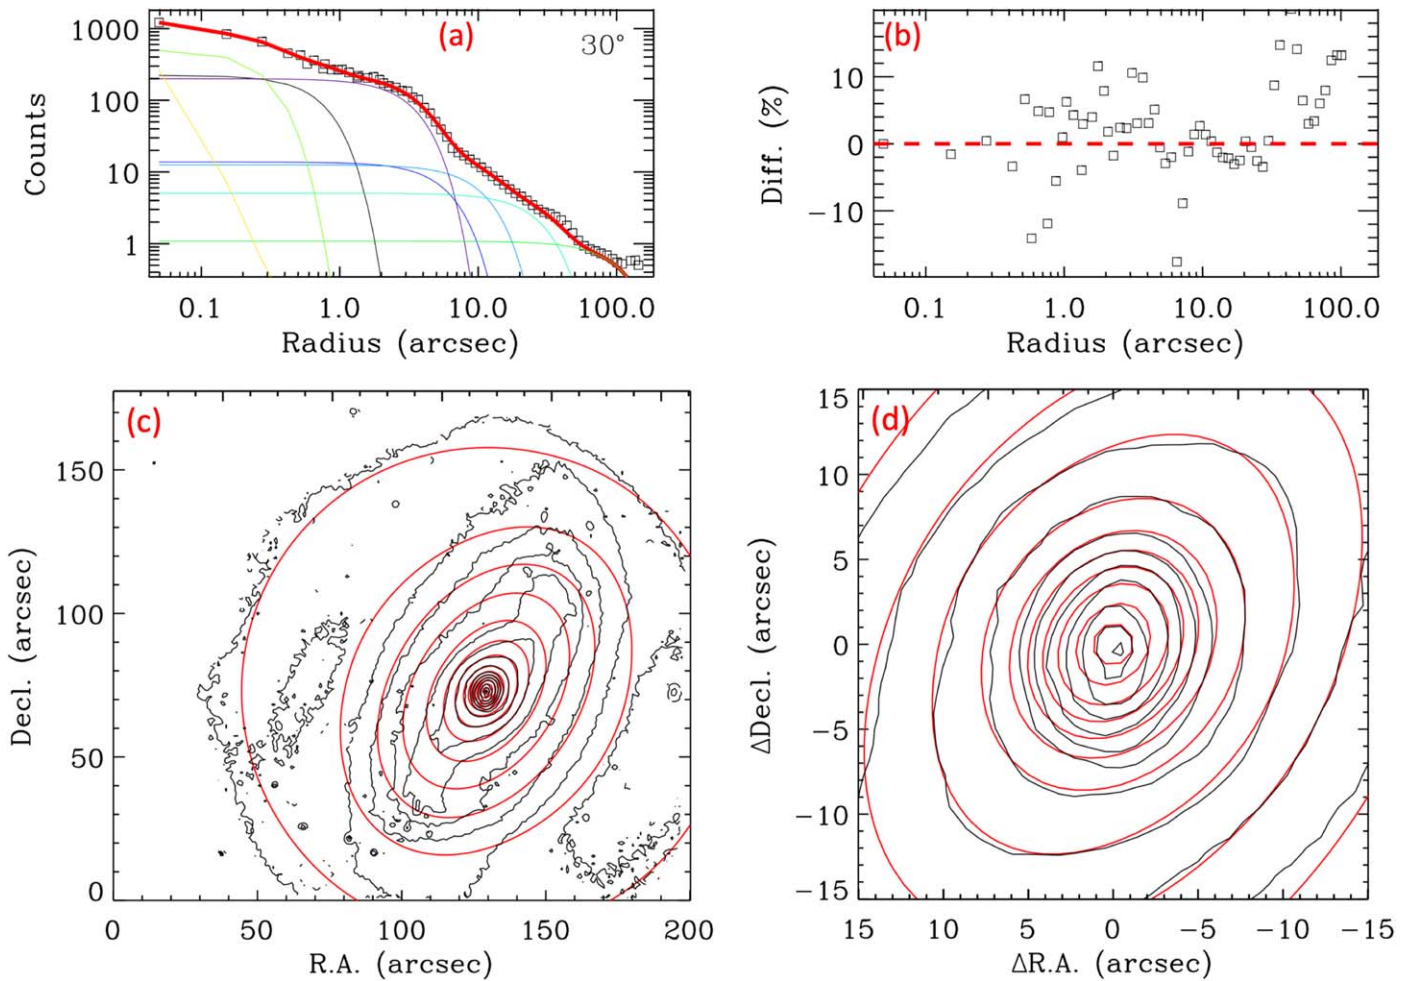 (a)
30°
1000
100
10
1
Counts
0.1 1.0 10.0 100.0
Radius (arcsec)
(b)
10
0
−10
Diff. (%)
0.1 1.0 10.0 100.0
Radius (arcsec)
(c)
150
100
50
0
Decl. (arcsec)
0 50 100 150 200
R.A. (arcsec)
(d)
15
10
5
0
−5
−10
−15
ΔDecl. (arcsec)
15 10 5 0 −5 −10 −15
ΔR.A. (arcsec)